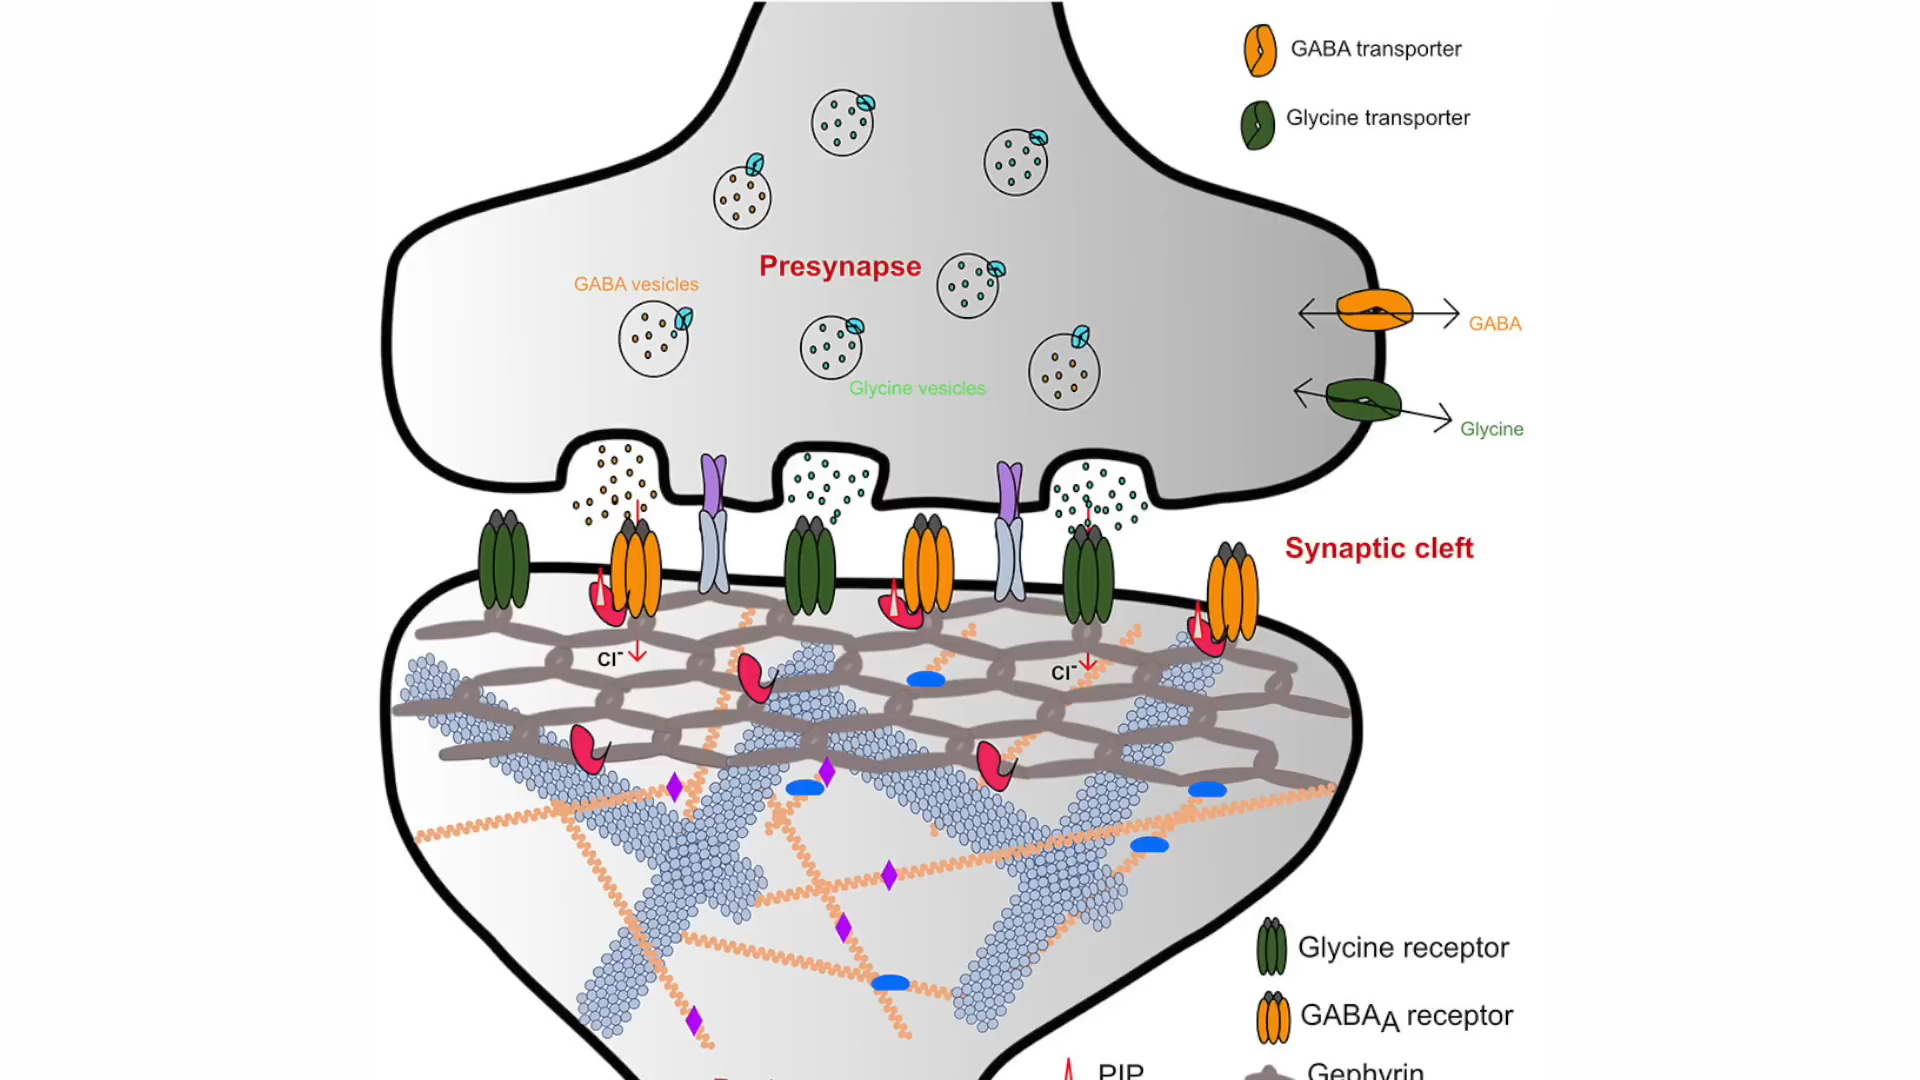 GABA transporter
Glycine transporter
Presynapse
GABA vesicles
GABA
Glycine vesicles
Glycine
Synaptic cleft
Cl-
Cl-
Glycine receptor
GABAA receptor
PIP
Gephyrin